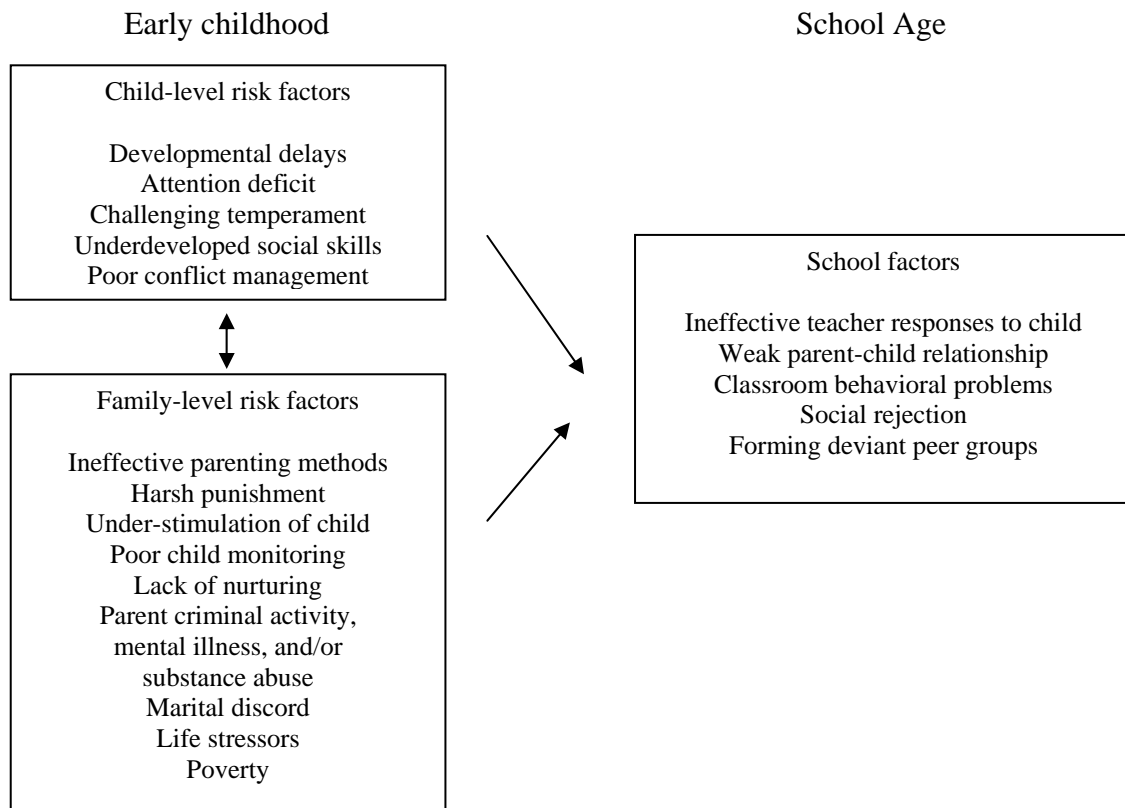 Early childhood
School Age
Child-level risk factors
Developmental delays
Attention deficit
Challenging temperament
Underdeveloped social skills
Poor conflict management
Family-level risk factors
Ineffective parenting methods
Harsh punishment
Under-stimulation of child
Poor child monitoring
Lack of nurturing
Parent criminal activity,
mental illness, and/or
substance abuse
Marital discord
Life stressors
Poverty
School factors
Ineffective teacher responses to child
Weak parent-child relationship
Classroom behavioral problems
Social rejection
Forming deviant peer groups